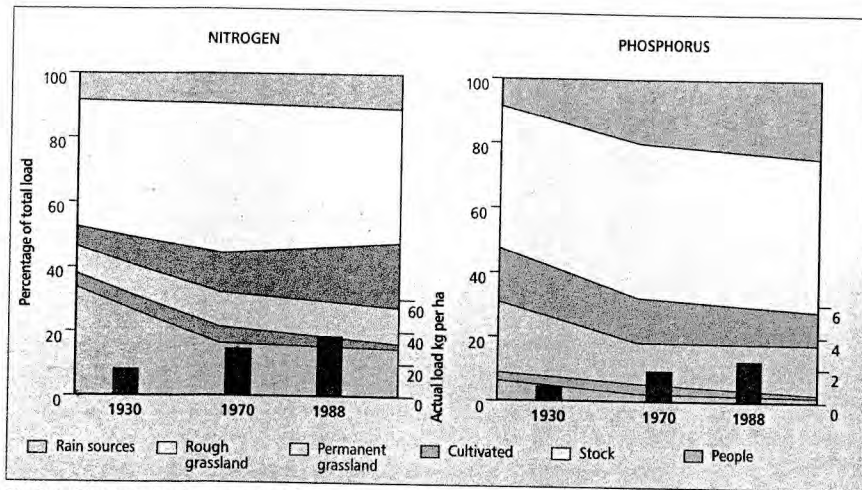 NITROGEN
PHOSPHORUS
Percentage of total load
100
80
60
40
20
0
1930
1970
1988
60
40
20
0
Actual load kg per ha
100
80
60
40
20
0
1930
1970
1988
6
4
2
0
Rain sources
Rough
grassland
Permanent
grassland
Cultivated
Stock
People